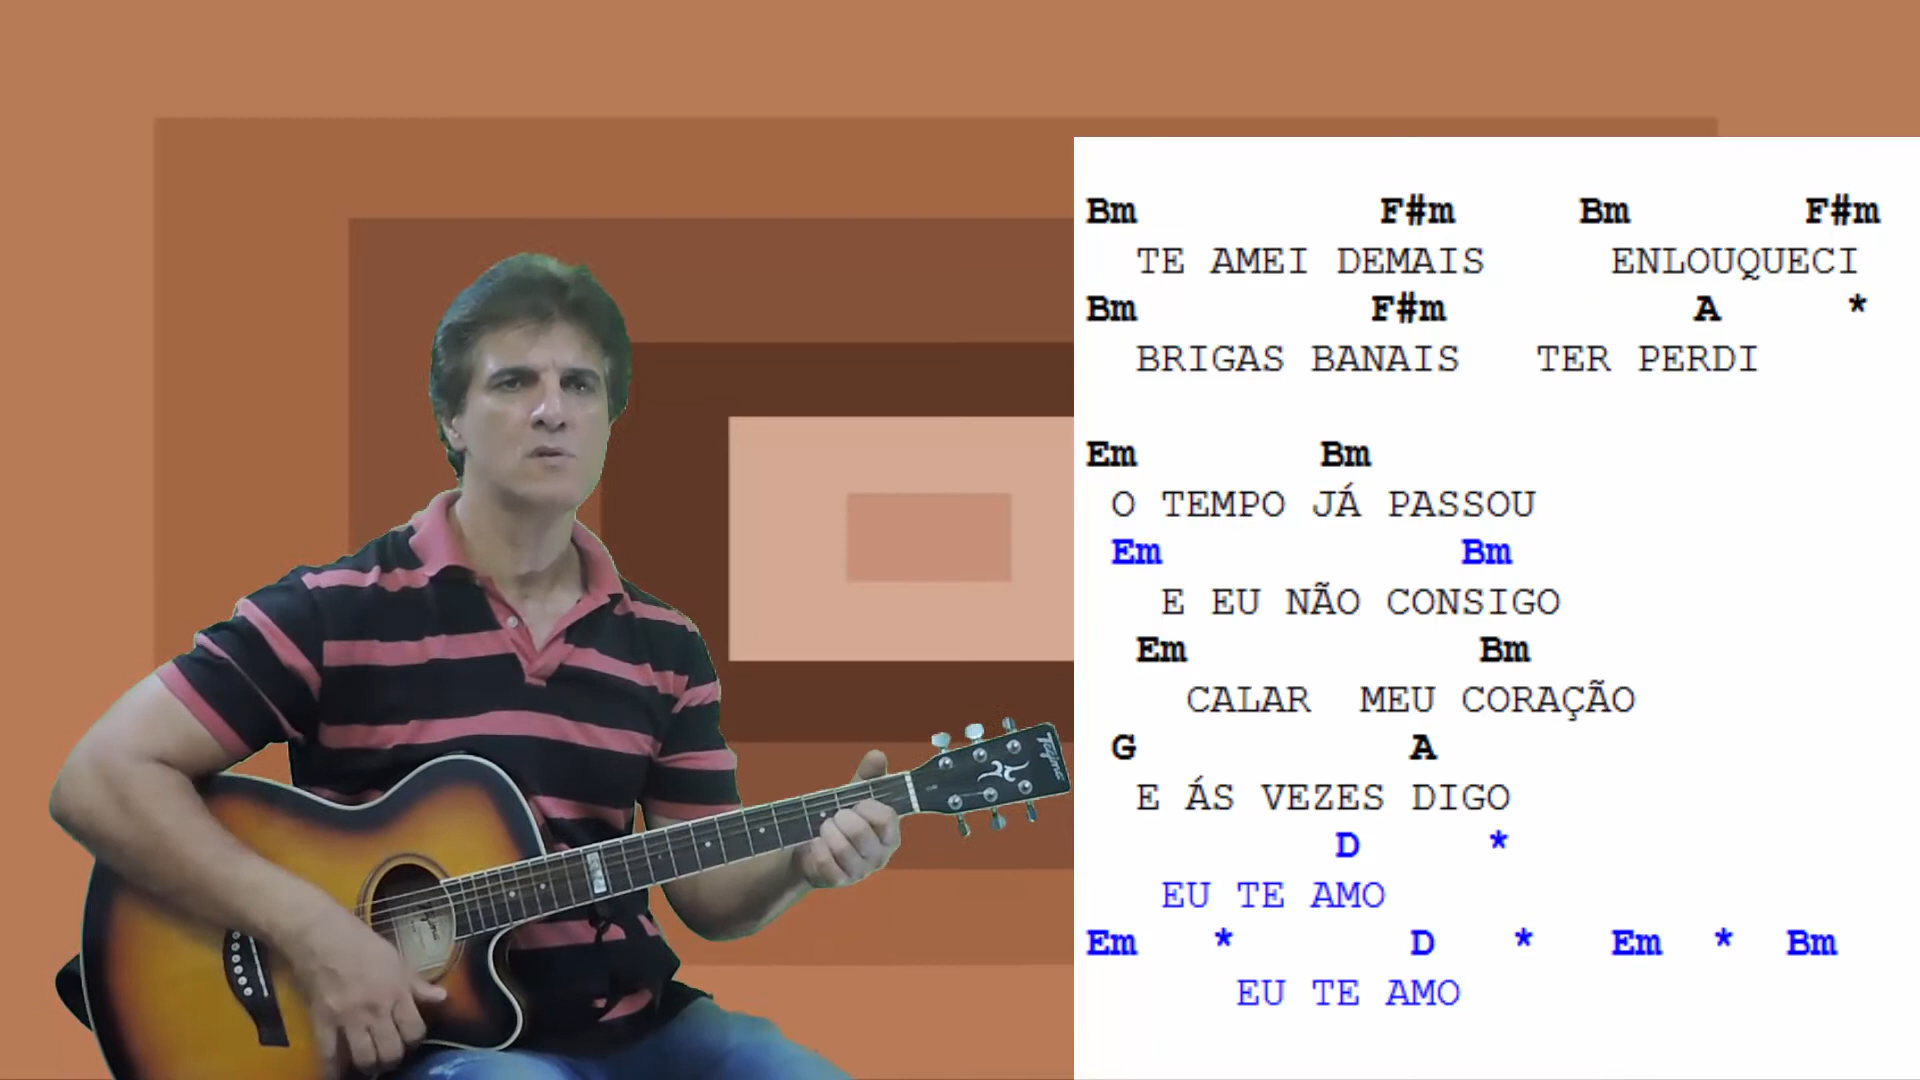 Bm F#m Bm F#m
TE AMEI DEMAIS ENLOUQUECI
Bm F#m A *
BRIGAS BANAIS TER PERDI
Em Bm
O TEMPO JÁ PASSOU
Em Bm
E EU NÃO CONSIGO
Em Bm
CALAR MEU CORAÇÃO
G A
E ÁS VEZES DIGO
D *
EU TE AMO
Em * D * Em * Bm
EU TE AMO
Tagima